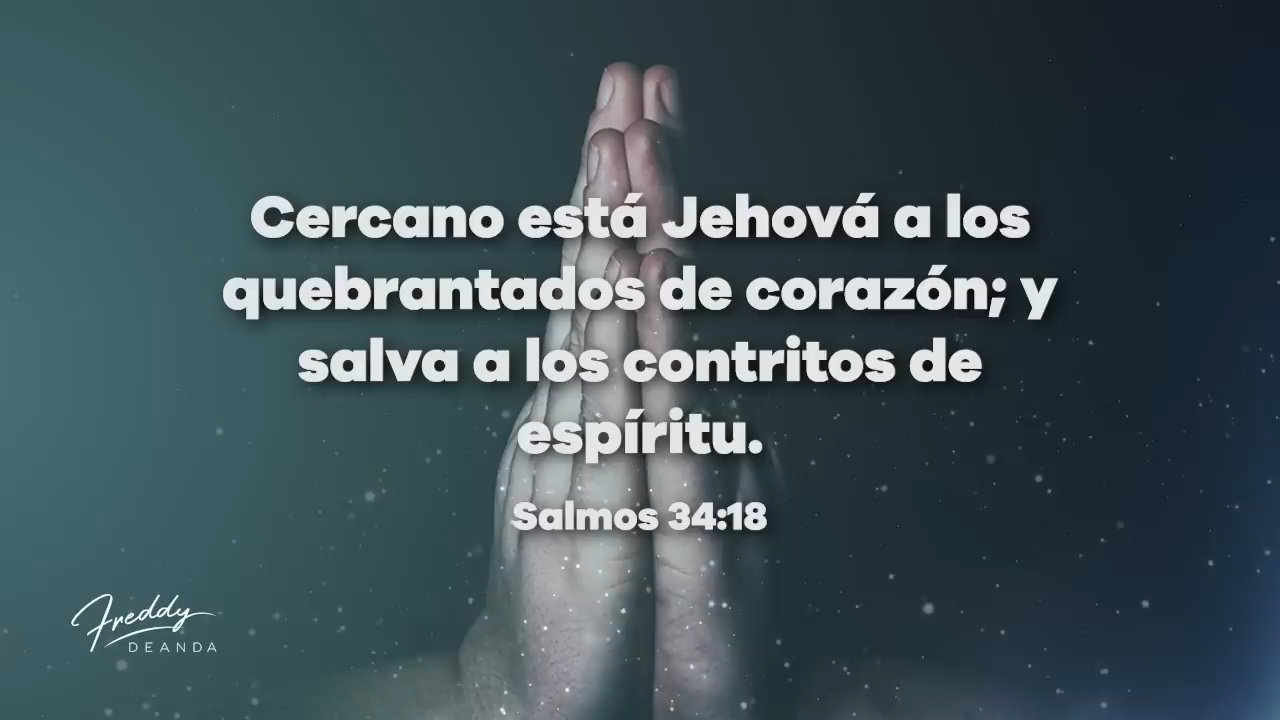 Cercano está Jehová a los
quebrantados de corazón; y
salva a los contritos de
espíritu.
Salmos 34:18
Freddy
DEANDA